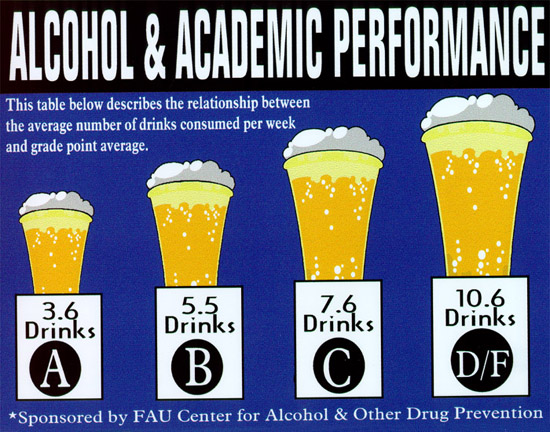 ALCOHOL & ACADEMIC PERFORMANCE
This table below describes the relationship between
the average number of drinks consumed per week
and grade point average.
3.6
Drinks
A
5.5
Drinks
B
7.6
Drinks
C
10.6
Drinks
D/F
*Sponsored by FAU Center for Alcohol & Other Drug Prevention